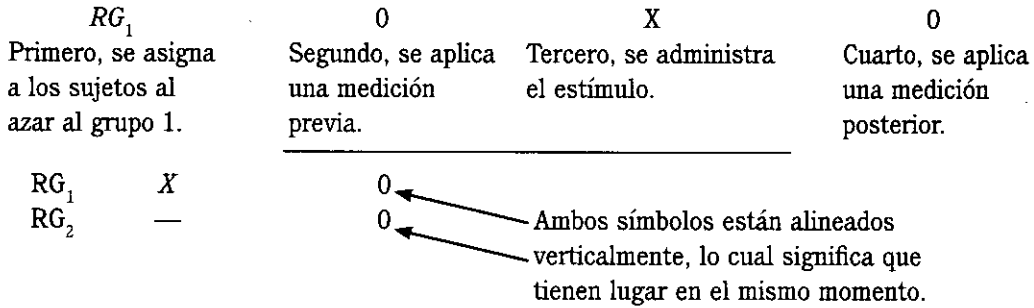 RG₁ 0 X 0
Primero, se asigna Segundo, se aplica Tercero, se administra Cuarto, se aplica
a los sujetos al una medición el estímulo. una medición
azar al grupo 1. previa. posterior.
RG₁ X 0
RG₂ — 0 Ambos símbolos están alineados
verticalmente, lo cual significa que
tienen lugar en el mismo momento.